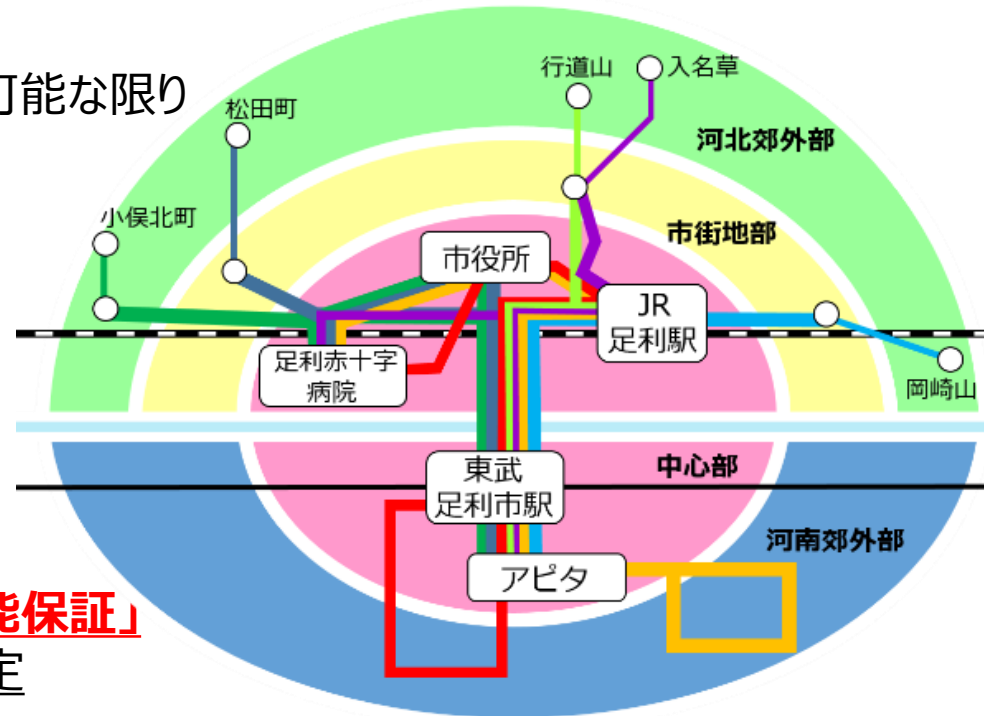 可能な限り
行道山
入名草
松田町
河北郊外部
小俣北町
市街地部
市役所
JR
足利駅
足利赤十字
病院
岡崎山
東武
足利市駅
中心部
河南郊外部
アピタ
能保証」
定